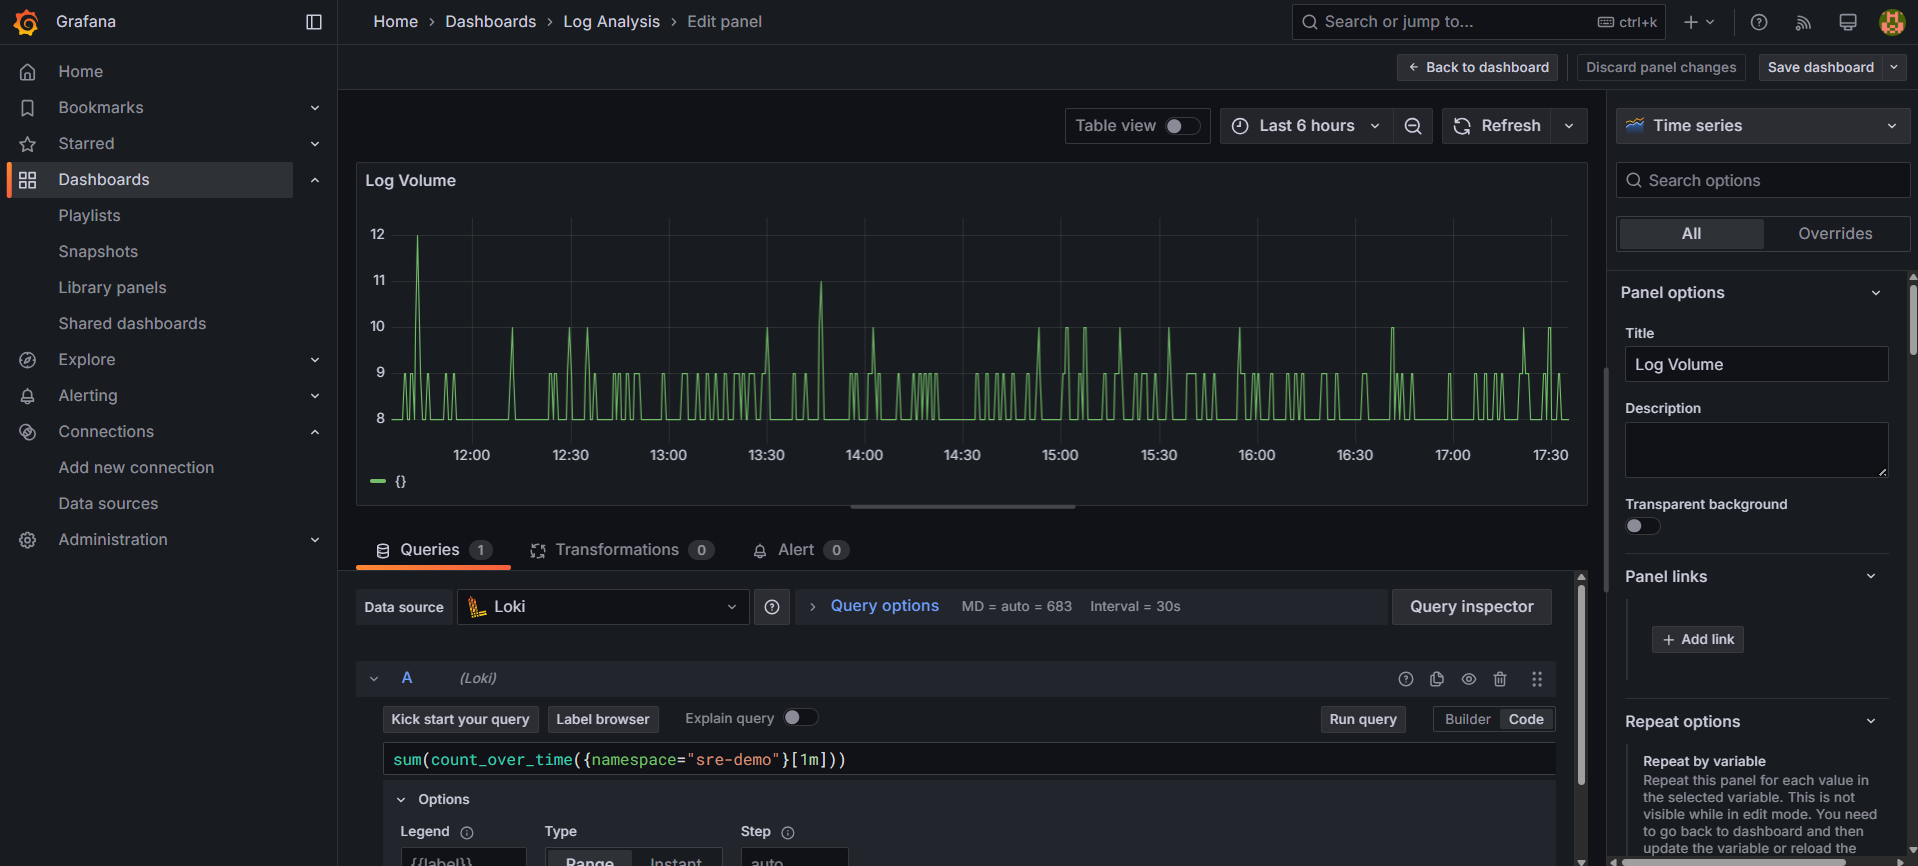 Grafana
Home › Dashboards › Log Analysis › Edit panel
Search or jump to...
ctrl+k
Home
Bookmarks
Starred
Dashboards
Playlists
Snapshots
Library panels
Shared dashboards
Explore
Alerting
Connections
Add new connection
Data sources
Administration
Back to dashboard
Discard panel changes
Save dashboard
Table view
Last 6 hours
Refresh
Log Volume
12
11
10
9
8
12:00 12:30 13:00 13:30 14:00 14:30 15:00 15:30 16:00 16:30 17:00 17:30
{}
Queries 1
Transformations 0
Alert 0
Data source
Loki
Query options
MD = auto = 683
Interval = 30s
Query inspector
A
(Loki)
Kick start your query
Label browser
Explain query
Run query
Builder
Code
sum(count_over_time({namespace="sre-demo"}[1m]))
Options
Legend
Type
Step
{{label}}
Range
Instant
auto
Time series
Search options
All
Overrides
Panel options
Title
Log Volume
Description
Transparent background
Panel links
+ Add link
Repeat options
Repeat by variable
Repeat this panel for each value in
the selected variable. This is not
visible while in edit mode. You need
to go back to dashboard and then
update the variable or reload the